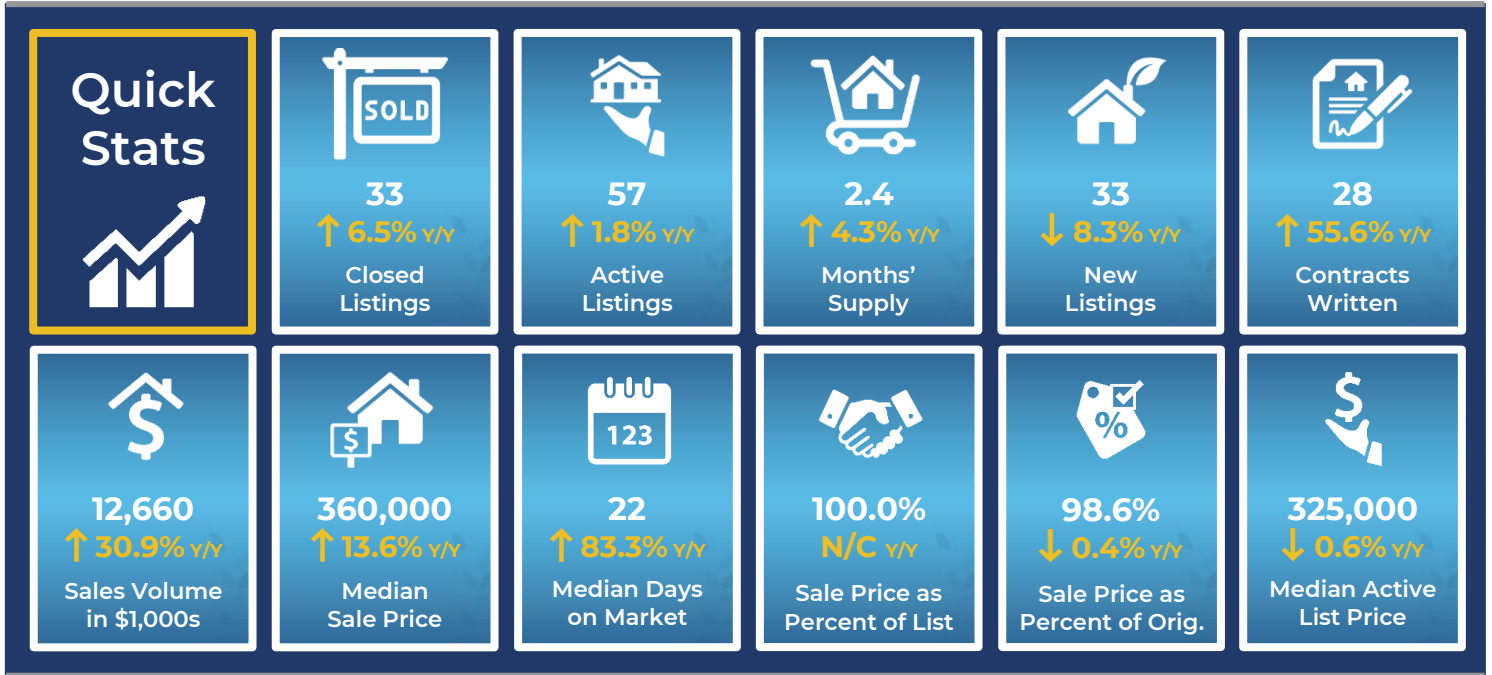 Quick
Stats
SOLD
33
↑ 6.5% Y/Y
Closed
Listings
57
↑ 1.8% Y/Y
Active
Listings
2.4
↑ 4.3% Y/Y
Months’
Supply
33
↓ 8.3% Y/Y
New
Listings
28
↑ 55.6% Y/Y
Contracts
Written
$
12,660
↑ 30.9% Y/Y
Sales Volume
in $1,000s
$
360,000
↑ 13.6% Y/Y
Median
Sale Price
123
22
↑ 83.3% Y/Y
Median Days
on Market
100.0%
N/C Y/Y
Sale Price as
Percent of List
%
98.6%
↓ 0.4% Y/Y
Sale Price as
Percent of Orig.
$
325,000
↓ 0.6% Y/Y
Median Active
List Price